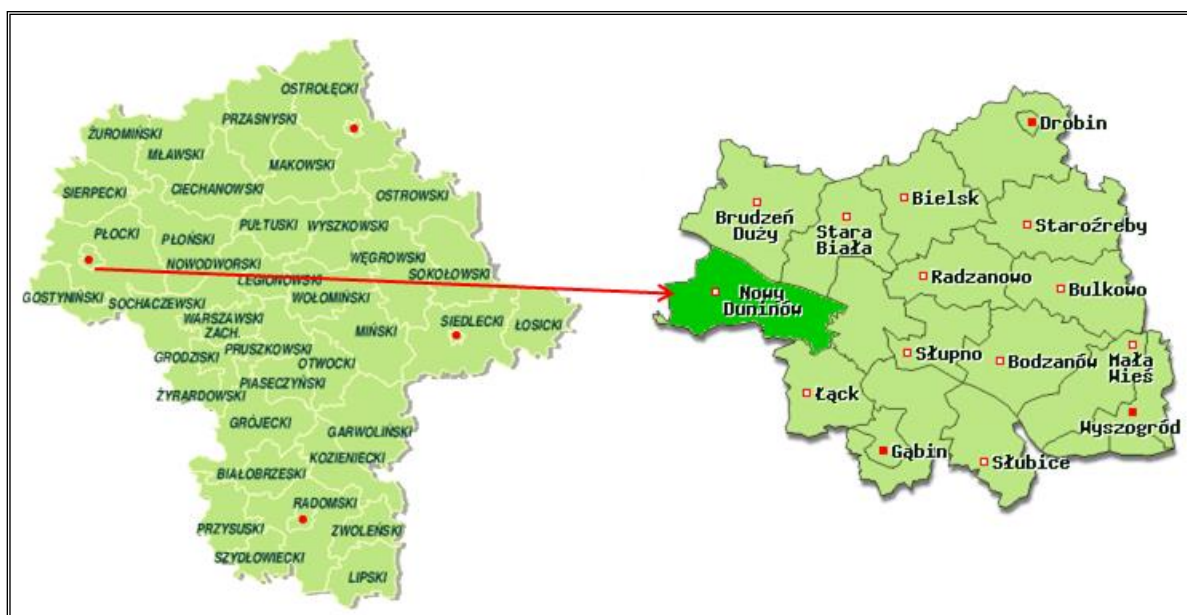 OSTROŁĘCKI
PRZASNYSKI
ŻUROMIŃSKI
MŁAWSKI
MAKOWSKI
SIERPECKI
CIECHANOWSKI
OSTROWSKI
PŁOCKI
PŁOŃSKI
PUŁTUSKI
WYSZKOWSKI
NOWODWORSKI
WĘGROWSKI
LEGIONOWSKI
SOKOŁOWSKI
GOSTYNIŃSKI
SOCHACZEWSKI
WOŁOMIŃSKI
WARSZAWSKI
ZACH.
MIŃSKI
SIEDLECKI
ŁOSICKI
GRODZISKI
PRUSZKOWSKI
OTWOCKI
PIASECZYŃSKI
ŻYRARDOWSKI
GRÓJECKI
GARWOLIŃSKI
KOZIENICKI
BIAŁOBRZESKI
RADOMSKI
PRZYSUSKI
ZWOLEŃSKI
SZYDŁOWIECKI
LIPSKI
Drobin
Bielsk
Brudzeń
Duży
Stara
Biała
Staroźreby
Radzanowo
Nowy
Duninów
Bulkowo
Słupno
Bodzanów
Mała
Wieś
Łąck
Wyszogród
Gąbin
Słubice